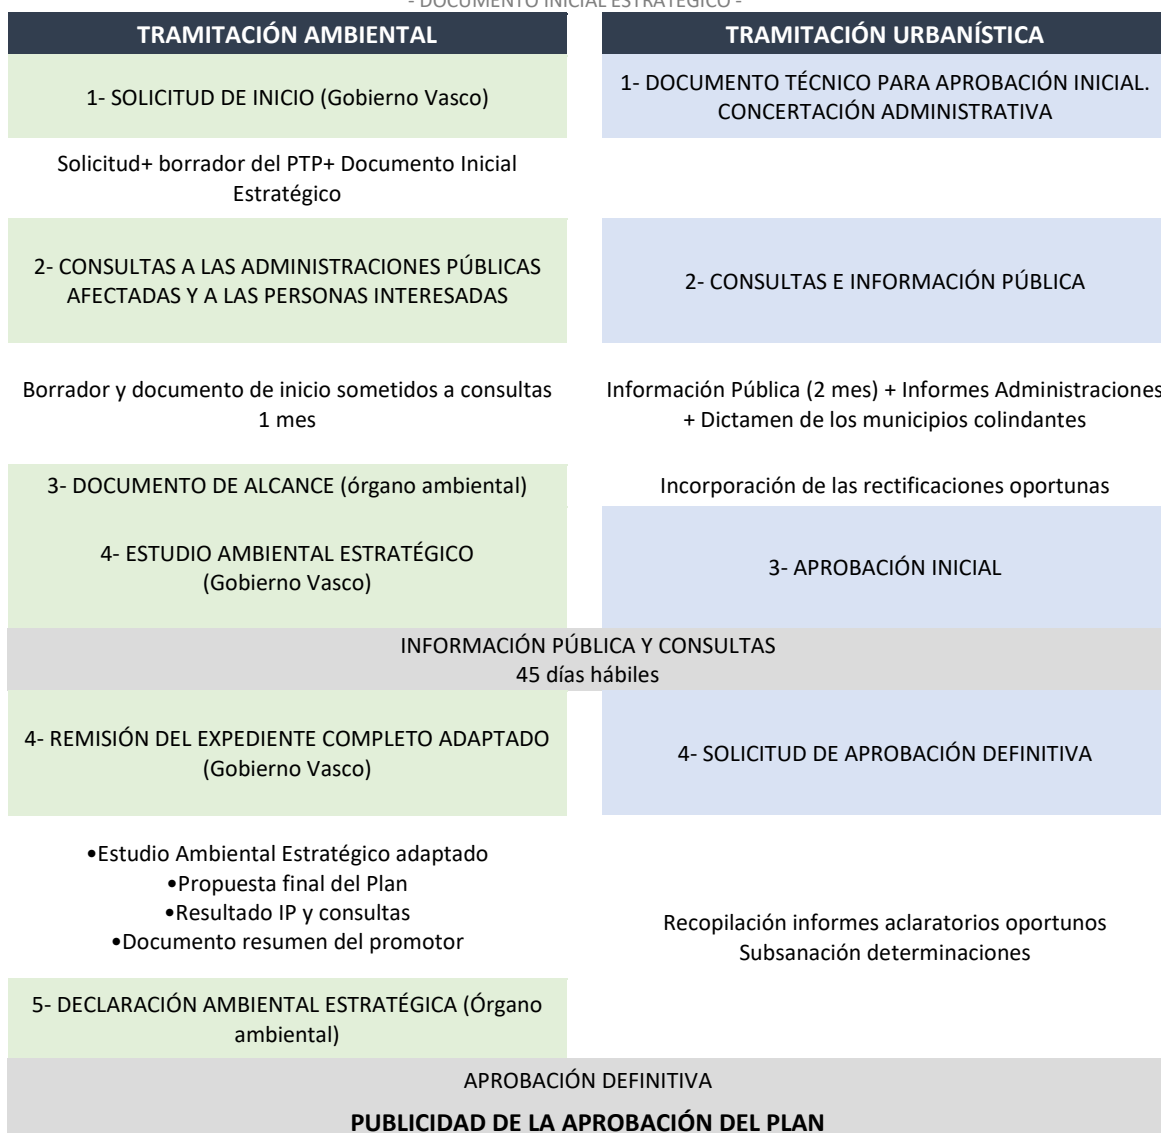 - DOCUMENTO INICIAL ESTRATÉGICO -
TRAMITACIÓN AMBIENTAL
TRAMITACIÓN URBANÍSTICA
1- SOLICITUD DE INICIO (Gobierno Vasco)
1- DOCUMENTO TÉCNICO PARA APROBACIÓN INICIAL.
CONCERTACIÓN ADMINISTRATIVA
Solicitud+ borrador del PTP+ Documento Inicial
Estratégico
2- CONSULTAS A LAS ADMINISTRACIONES PÚBLICAS
AFECTADAS Y A LAS PERSONAS INTERESADAS
2- CONSULTAS E INFORMACIÓN PÚBLICA
Borrador y documento de inicio sometidos a consultas
1 mes
Información Pública (2 mes) + Informes Administraciones
+ Dictamen de los municipios colindantes
3- DOCUMENTO DE ALCANCE (órgano ambiental)
Incorporación de las rectificaciones oportunas
4- ESTUDIO AMBIENTAL ESTRATÉGICO
(Gobierno Vasco)
3- APROBACIÓN INICIAL
INFORMACIÓN PÚBLICA Y CONSULTAS
45 días hábiles
4- REMISIÓN DEL EXPEDIENTE COMPLETO ADAPTADO
(Gobierno Vasco)
4- SOLICITUD DE APROBACIÓN DEFINITIVA
•Estudio Ambiental Estratégico adaptado
•Propuesta final del Plan
•Resultado IP y consultas
•Documento resumen del promotor
Recopilación informes aclaratorios oportunos
Subsanación determinaciones
5- DECLARACIÓN AMBIENTAL ESTRATÉGICA (Órgano
ambiental)
APROBACIÓN DEFINITIVA
PUBLICIDAD DE LA APROBACIÓN DEL PLAN